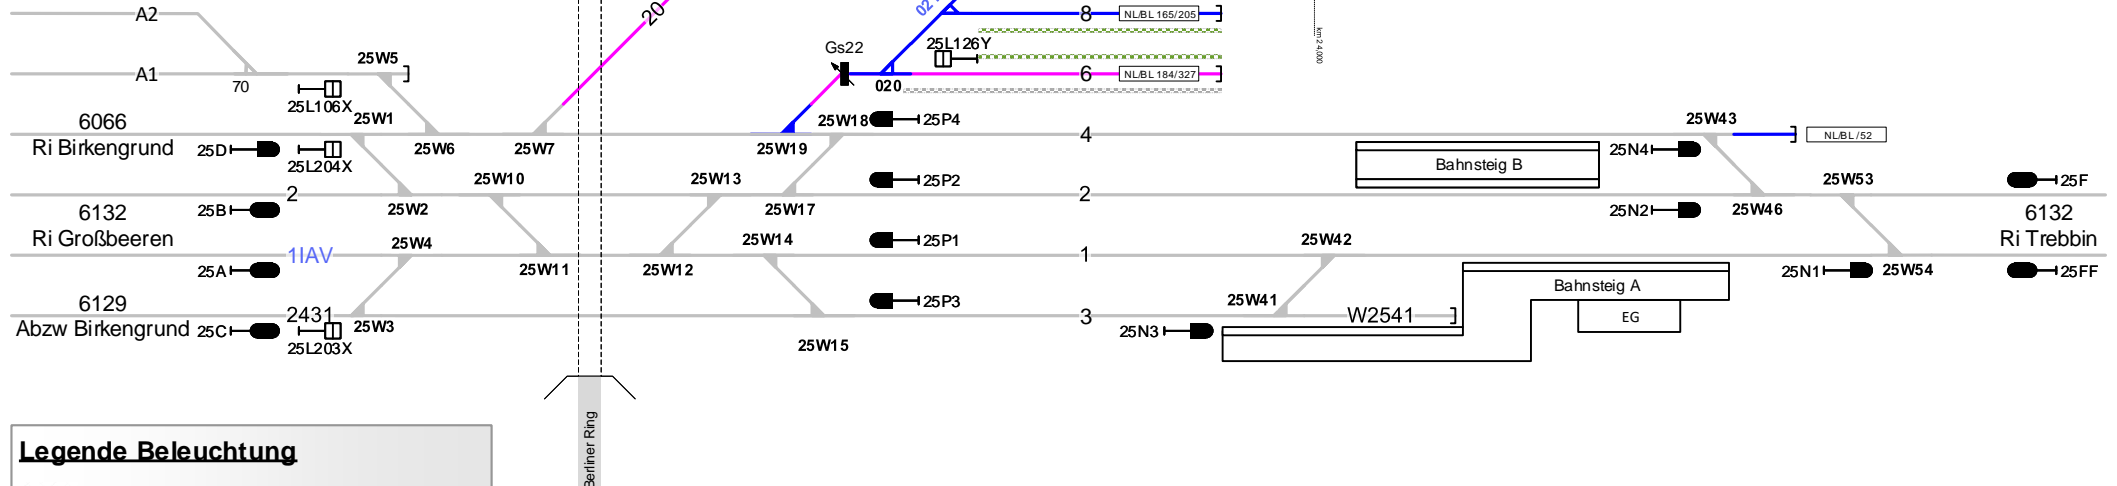 A2
20
02
8
NL/BL 165/205
km 24,000
25W5
Gs22
25L126Y
A1
70
020
6
NL/BL 184/327
25L106X
6066
Ri Birkengrund
25W1
25W18
25P4
25W43
4
NL/BL /52
25D
25L204X
25W6
25W7
25W19
Bahnsteig B
25N4
25W10
25W13
25P2
25W53
25F
2
2
6132
Ri Großbeeren
25B
25W2
25W17
25N2
25W46
6132
Ri Trebbin
25W4
25W14
25P1
25W42
1IAV
1
25A
25W11
25W12
25N1
25W54
25FF
Bahnsteig A
6129
Abzw Birkengrund
25C
2431
25W3
25P3
25W41
3
W2541
EG
25L203X
25W15
25N3
Berliner Ring
Legende Beleuchtung